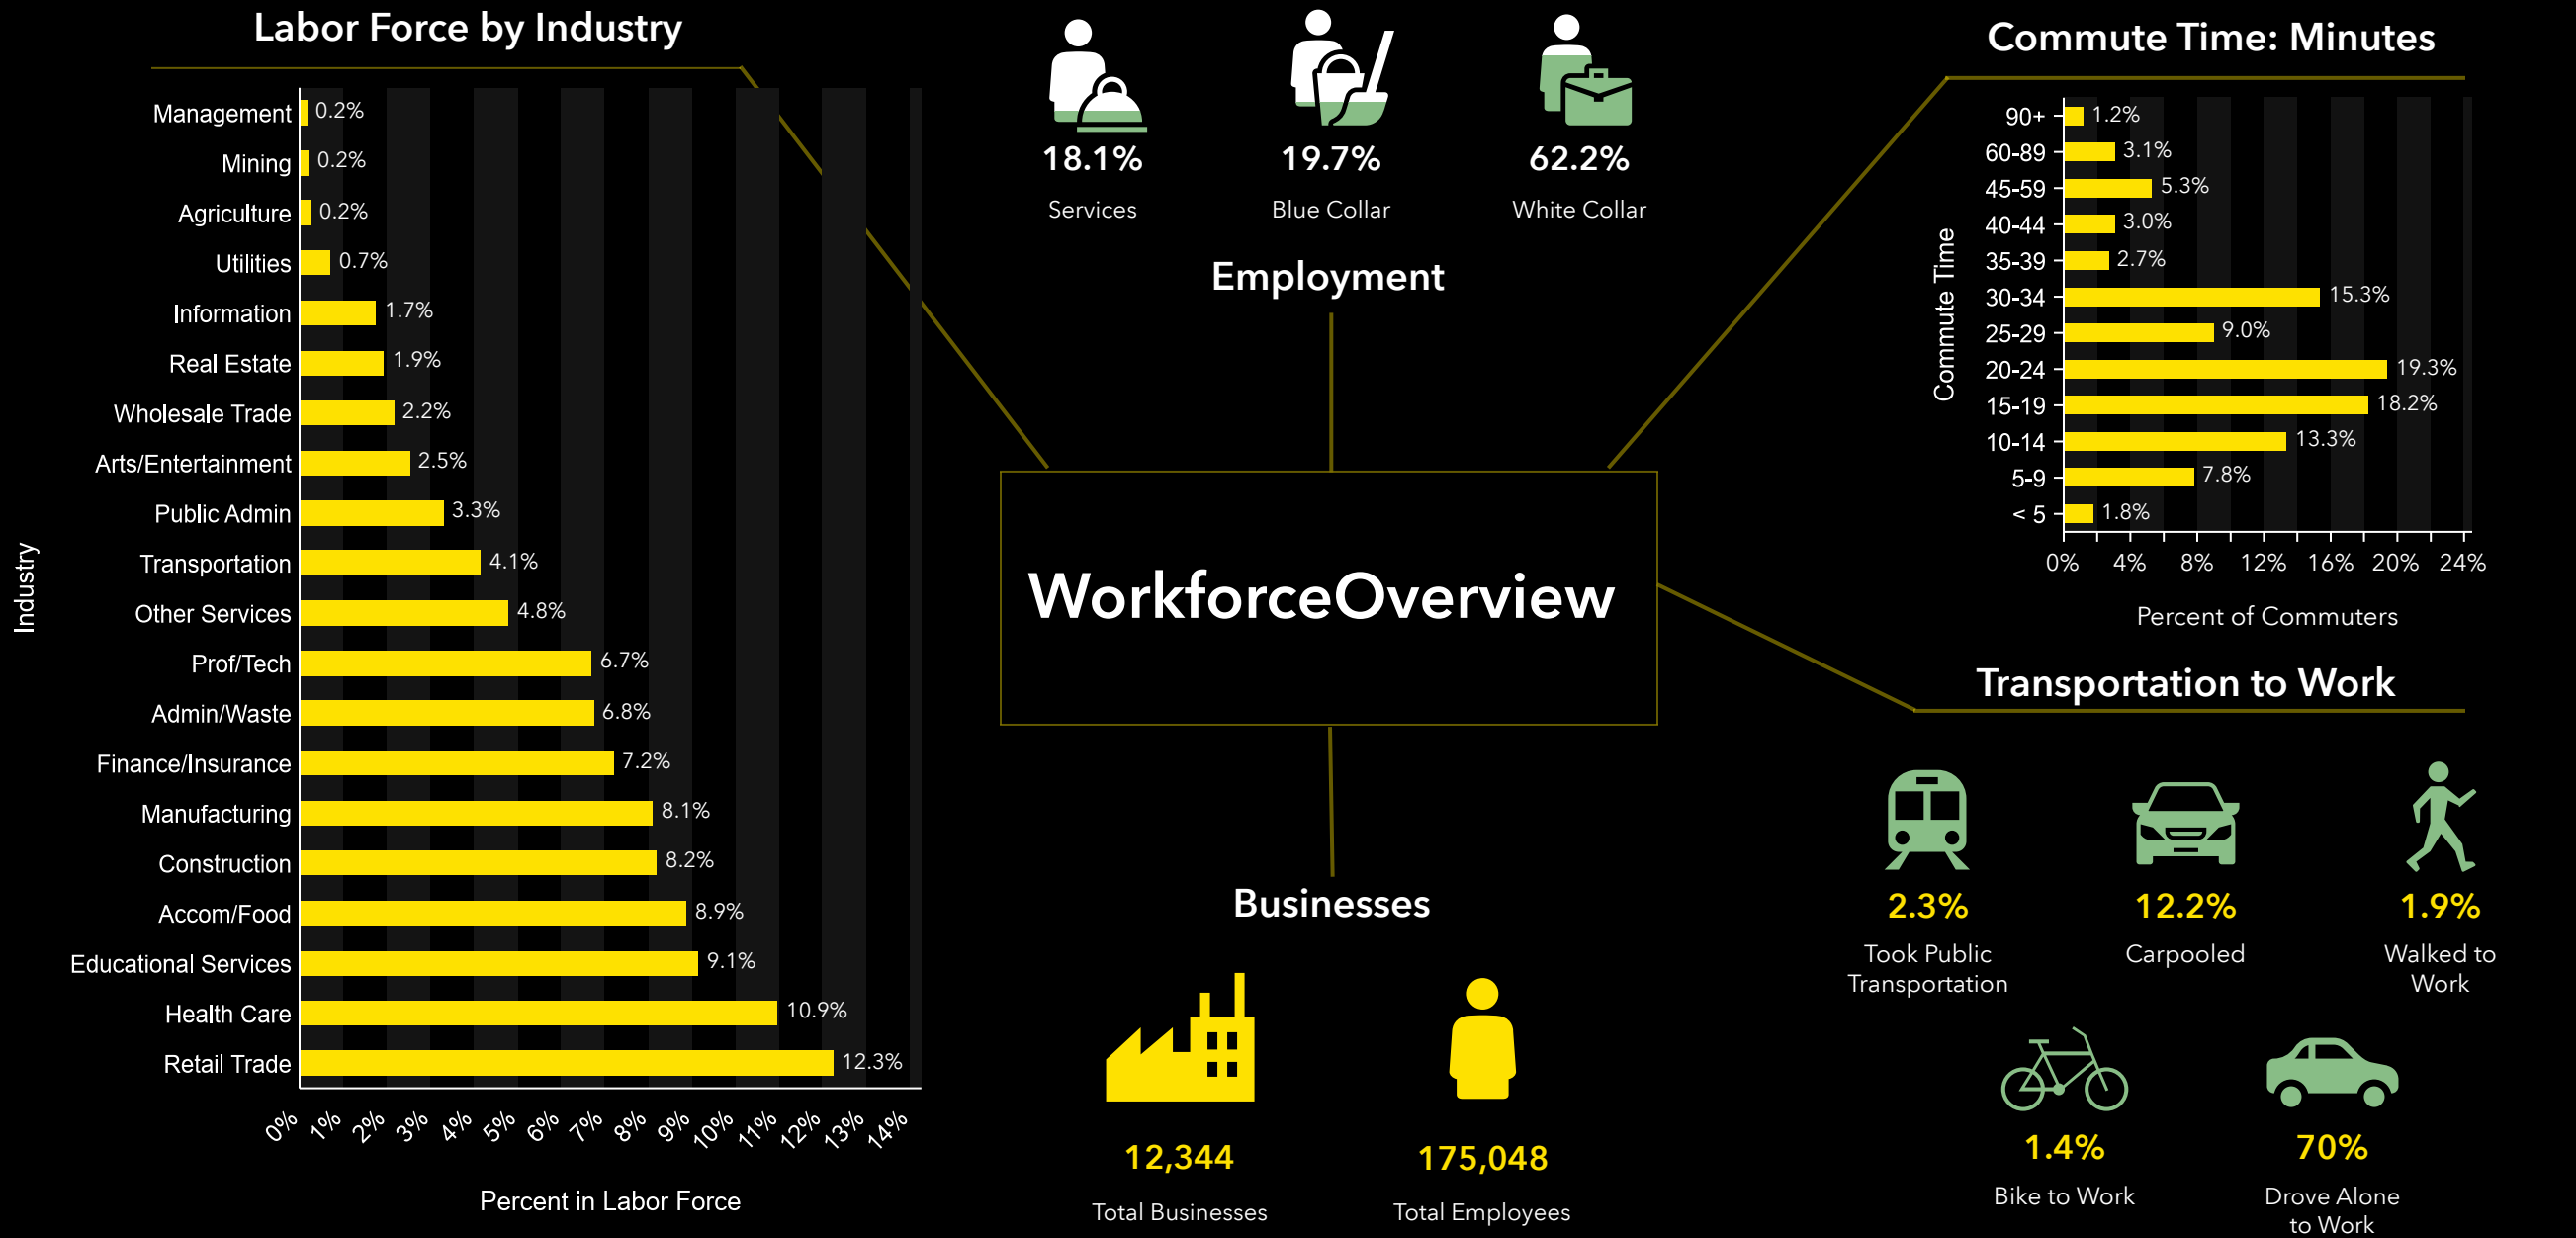 Labor Force by Industry
Industry
Management 0.2%
Mining 0.2%
Agriculture 0.2%
Utilities 0.7%
Information 1.7%
Real Estate 1.9%
Wholesale Trade 2.2%
Arts/Entertainment 2.5%
Public Admin 3.3%
Transportation 4.1%
Other Services 4.8%
Prof/Tech 6.7%
Admin/Waste 6.8%
Finance/Insurance 7.2%
Manufacturing 8.1%
Construction 8.2%
Accom/Food 8.9%
Educational Services 9.1%
Health Care 10.9%
Retail Trade 12.3%
0% 1% 2% 3% 4% 5% 6% 7% 8% 9% 10% 11% 12% 13% 14%
Percent in Labor Force
18.1% 19.7% 62.2%
Services Blue Collar White Collar
Employment
WorkforceOverview
Businesses
12,344 175,048
Total Businesses Total Employees
Commute Time: Minutes
Commute Time
90+ 1.2%
60-89 3.1%
45-59 5.3%
40-44 3.0%
35-39 2.7%
30-34 15.3%
25-29 9.0%
20-24 19.3%
15-19 18.2%
10-14 13.3%
5-9 7.8%
< 5 1.8%
0% 4% 8% 12% 16% 20% 24%
Percent of Commuters
Transportation to Work
2.3% 12.2% 1.9%
Took Public Carpooled Walked to
Transportation Work
1.4% 70%
Bike to Work Drove Alone
to Work